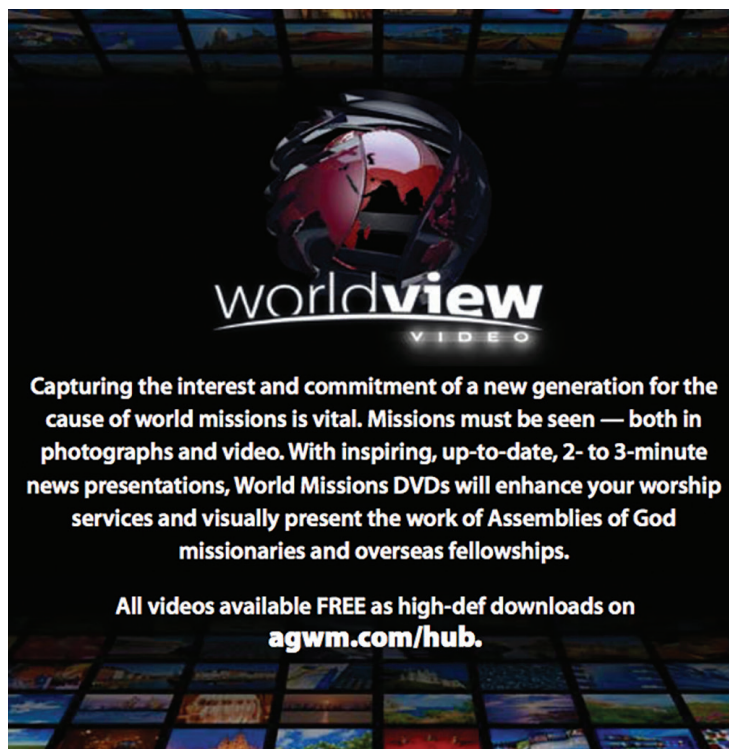 worldview
VIDEO
Capturing the interest and commitment of a new generation for the
cause of world missions is vital. Missions must be seen — both in
photographs and video. With inspiring, up-to-date, 2- to 3-minute
news presentations, World Missions DVDs will enhance your worship
services and visually present the work of Assemblies of God
missionaries and overseas fellowships.
All videos available FREE as high-def downloads on
agwm.com/hub.